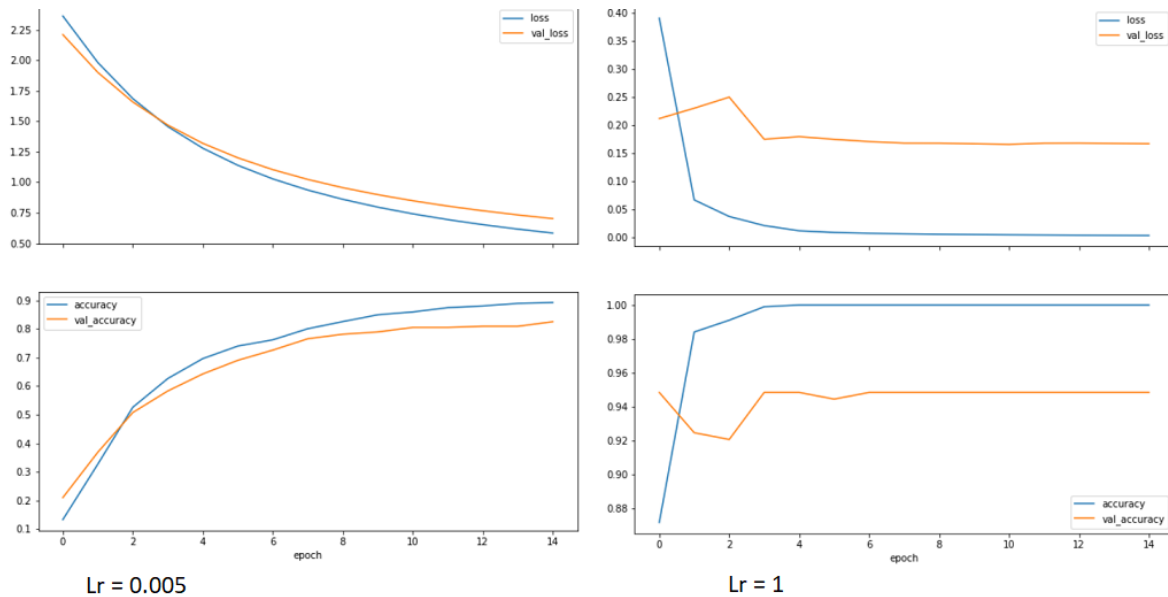 2.25
2.00
1.75
1.50
1.25
1.00
0.75
0.50
loss
val_loss
0.40
0.35
0.30
0.25
0.20
0.15
0.10
0.05
0.00
loss
val_loss
0.9
0.8
0.7
0.6
0.5
0.4
0.3
0.2
0.1
accuracy
val_accuracy
0 2 4 6 8 10 12 14
epoch
1.00
0.98
0.96
0.94
0.92
0.90
0.88
accuracy
val_accuracy
0 2 4 6 8 10 12 14
epoch
Lr = 0.005
Lr = 1